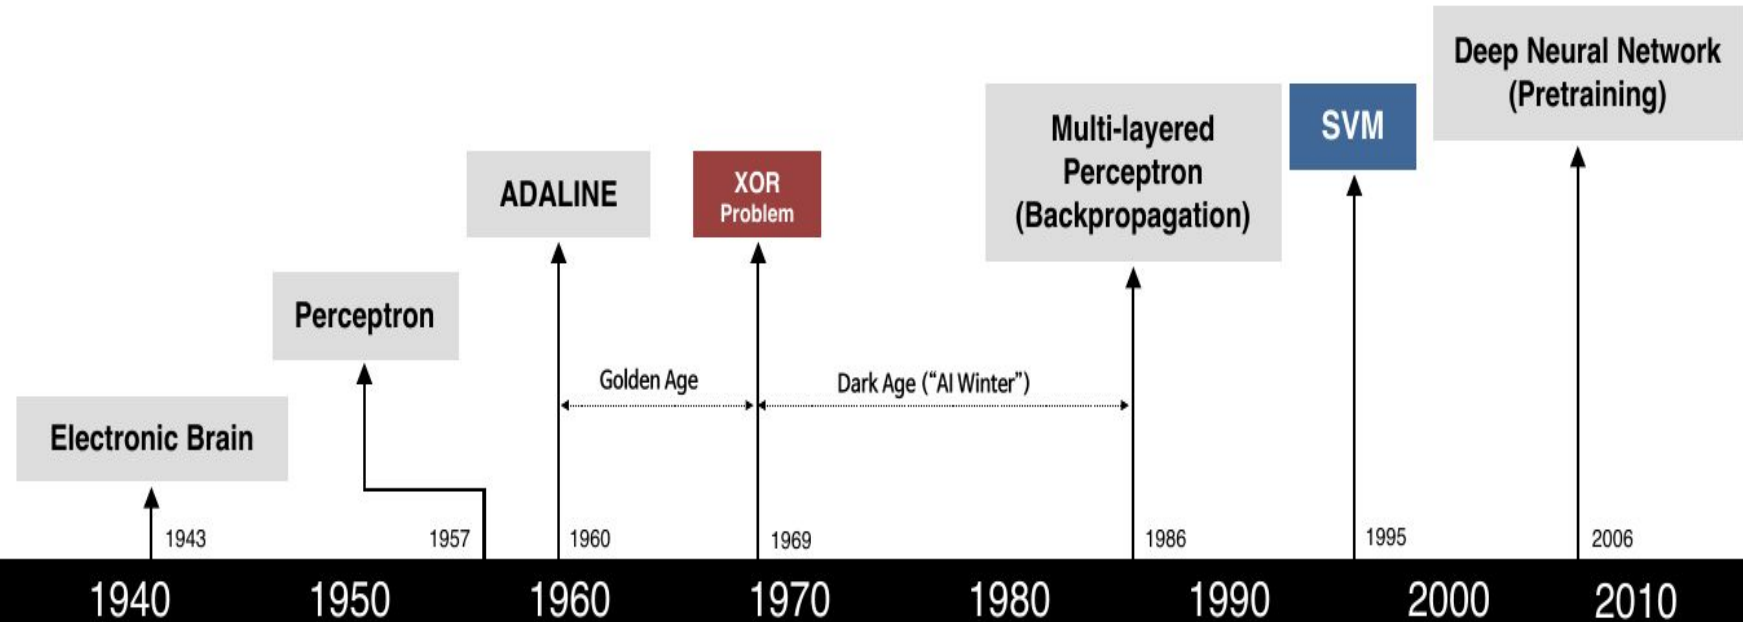 Deep Neural Network
(Pretraining)
Multi-layered
Perceptron
(Backpropagation)
SVM
ADALINE
XOR
Problem
Perceptron
Golden Age
Dark Age ("AI Winter")
Electronic Brain
1943
1957
1960
1969
1986
1995
2006
1940
1950
1960
1970
1980
1990
2000
2010